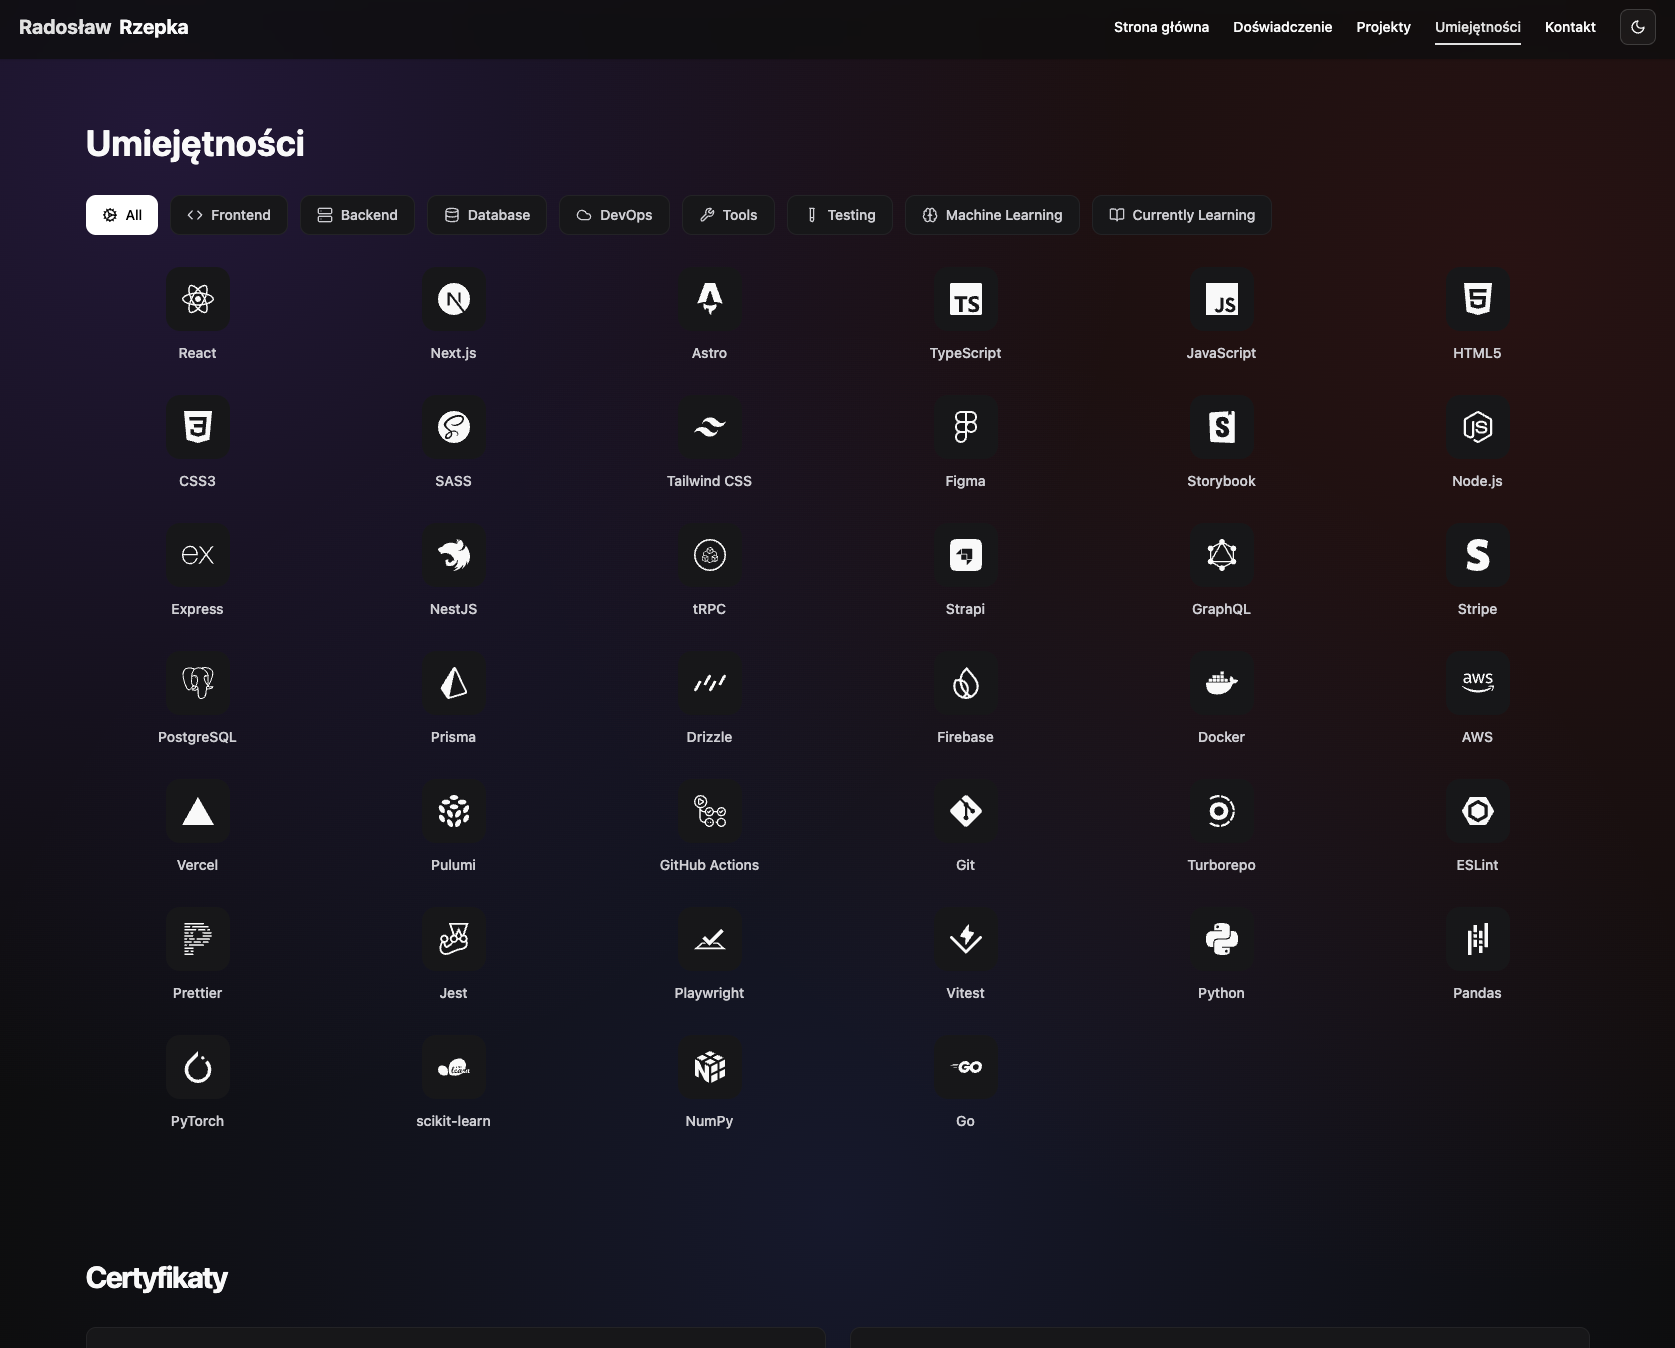 Radosław Rzepka
Strona główna Doświadczenie Projekty Umiejętności Kontakt
Umiejętności
All Frontend Backend Database DevOps Tools Testing Machine Learning Currently Learning
TS JS 5
React Next.js Astro TypeScript JavaScript HTML5
3 S JS
CSS3 SASS Tailwind CSS Figma Storybook Node.js
ex S
Express NestJS tRPC Strapi GraphQL Stripe
aws
PostgreSQL Prisma Drizzle Firebase Docker AWS
Vercel Pulumi GitHub Actions Git Turborepo ESLint
P
Prettier Jest Playwright Vitest Python Pandas
N GO
PyTorch scikit-learn NumPy Go
Certyfikaty